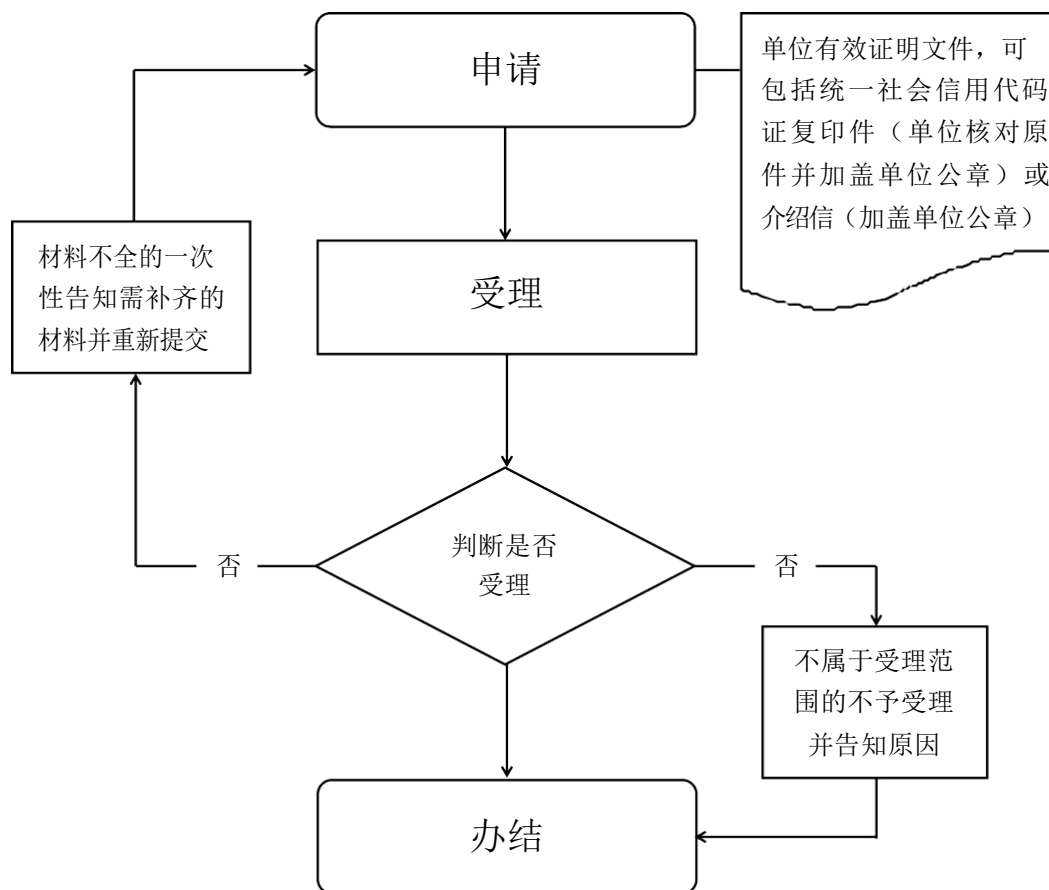 申请
单位有效证明文件，可
包括统一社会信用代码
证复印件（单位核对原
件并加盖单位公章）或
介绍信（加盖单位公章）
材料不全的一次
性告知需补齐的
材料并重新提交
受理
判断是否
受理
否
否
不属于受理范
围的不予受理
并告知原因
办结